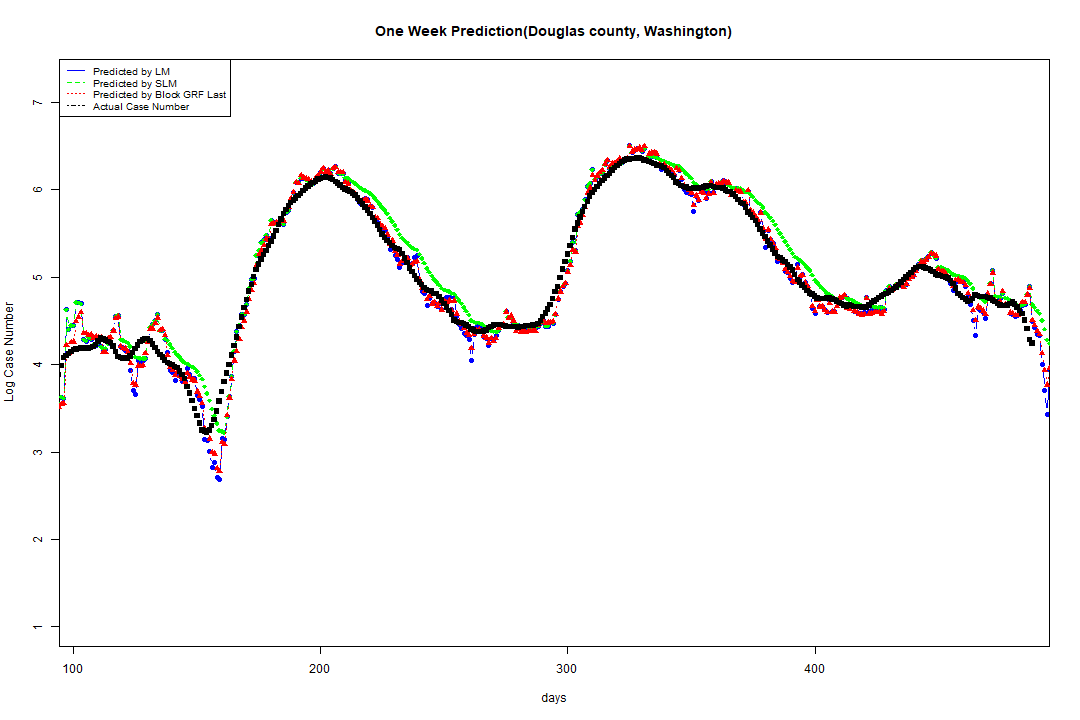 One Week Prediction(Douglas county, Washington)
Predicted by LM
Predicted by SLM
Predicted by Block GRF Last
Actual Case Number
7
6
5
4
3
2
1
Log Case Number
100 200 300 400
days